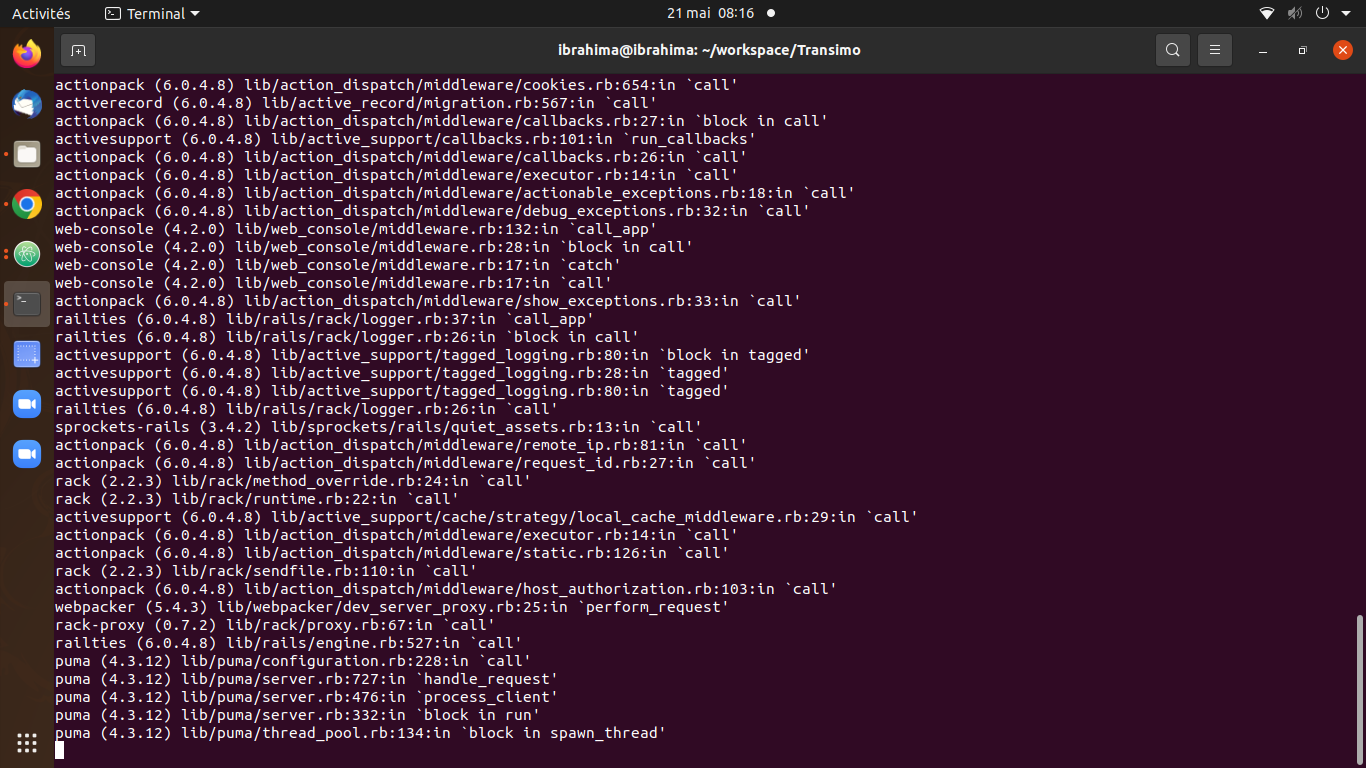 Activités
Terminal
21 mai 08:16
ibrahima@ibrahima: ~/workspace/Transimo
actionpack (6.0.4.8) lib/action_dispatch/middleware/cookies.rb:654:in `call'
activerecord (6.0.4.8) lib/active_record/migration.rb:567:in `call'
actionpack (6.0.4.8) lib/action_dispatch/middleware/callbacks.rb:27:in `block in call'
activesupport (6.0.4.8) lib/active_support/callbacks.rb:101:in `run_callbacks'
actionpack (6.0.4.8) lib/action_dispatch/middleware/callbacks.rb:26:in `call'
actionpack (6.0.4.8) lib/action_dispatch/middleware/executor.rb:14:in `call'
actionpack (6.0.4.8) lib/action_dispatch/middleware/actionable_exceptions.rb:18:in `call'
actionpack (6.0.4.8) lib/action_dispatch/middleware/debug_exceptions.rb:32:in `call'
web-console (4.2.0) lib/web_console/middleware.rb:132:in `call_app'
web-console (4.2.0) lib/web_console/middleware.rb:28:in `block in call'
web-console (4.2.0) lib/web_console/middleware.rb:17:in `catch'
web-console (4.2.0) lib/web_console/middleware.rb:17:in `call'
actionpack (6.0.4.8) lib/action_dispatch/middleware/show_exceptions.rb:33:in `call'
railties (6.0.4.8) lib/rails/rack/logger.rb:37:in `call_app'
railties (6.0.4.8) lib/rails/rack/logger.rb:26:in `block in call'
activesupport (6.0.4.8) lib/active_support/tagged_logging.rb:80:in `block in tagged'
activesupport (6.0.4.8) lib/active_support/tagged_logging.rb:28:in `tagged'
activesupport (6.0.4.8) lib/active_support/tagged_logging.rb:80:in `tagged'
railties (6.0.4.8) lib/rails/rack/logger.rb:26:in `call'
sprockets-rails (3.4.2) lib/sprockets/rails/quiet_assets.rb:13:in `call'
actionpack (6.0.4.8) lib/action_dispatch/middleware/remote_ip.rb:81:in `call'
actionpack (6.0.4.8) lib/action_dispatch/middleware/request_id.rb:27:in `call'
rack (2.2.3) lib/rack/method_override.rb:24:in `call'
rack (2.2.3) lib/rack/runtime.rb:22:in `call'
activesupport (6.0.4.8) lib/active_support/cache/strategy/local_cache_middleware.rb:29:in `call'
actionpack (6.0.4.8) lib/action_dispatch/middleware/executor.rb:14:in `call'
actionpack (6.0.4.8) lib/action_dispatch/middleware/static.rb:126:in `call'
rack (2.2.3) lib/rack/sendfile.rb:110:in `call'
actionpack (6.0.4.8) lib/action_dispatch/middleware/host_authorization.rb:103:in `call'
webpacker (5.4.3) lib/webpacker/dev_server_proxy.rb:25:in `perform_request'
rack-proxy (0.7.2) lib/rack/proxy.rb:67:in `call'
railties (6.0.4.8) lib/rails/engine.rb:527:in `call'
puma (4.3.12) lib/puma/configuration.rb:228:in `call'
puma (4.3.12) lib/puma/server.rb:727:in `handle_request'
puma (4.3.12) lib/puma/server.rb:476:in `process_client'
puma (4.3.12) lib/puma/server.rb:332:in `block in run'
puma (4.3.12) lib/puma/thread_pool.rb:134:in `block in spawn_thread'